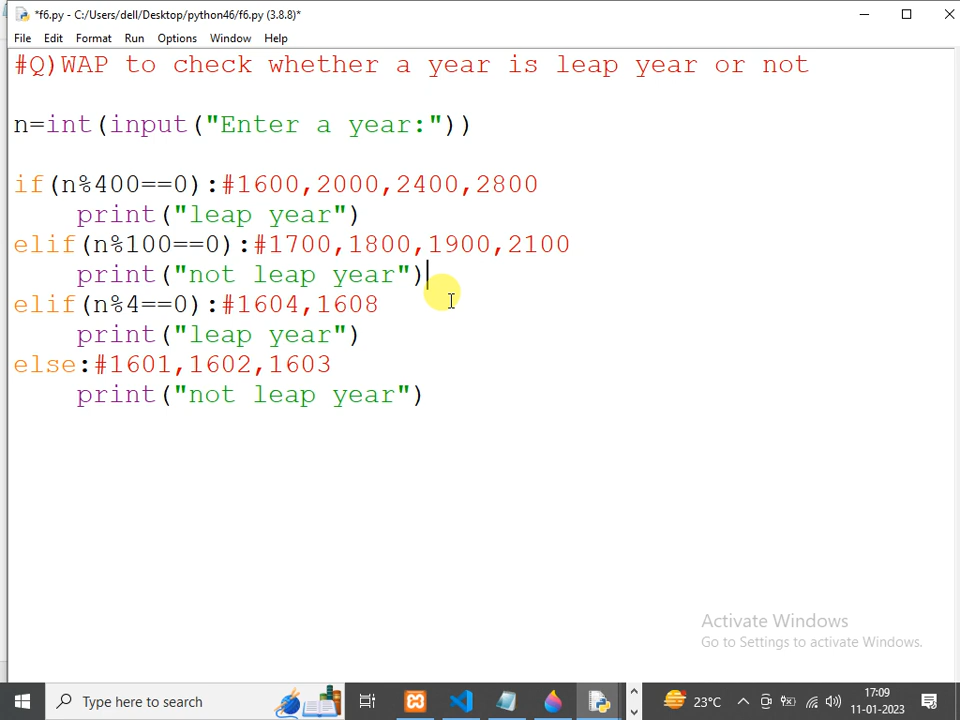 *f6.py - C:/Users/dell/Desktop/python46/f6.py (3.8.8)*
File Edit Format Run Options Window Help
#Q)WAP to check whether a year is leap year or not
n=int(input("Enter a year:"))
if(n%400==0):#1600,2000,2400,2800
    print("leap year")
elif(n%100==0):#1700,1800,1900,2100
    print("not leap year")
elif(n%4==0):#1604,1608
    print("leap year")
else:#1601,1602,1603
    print("not leap year")
Activate Windows
Go to Settings to activate Windows.
Type here to search
23°C
17:09
11-01-2023